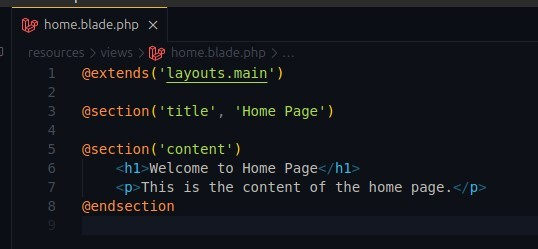 home.blade.php ×
resources > views > home.blade.php > ...
1 @extends('layouts.main')
2
3 @section('title', 'Home Page')
4
5 @section('content')
6 <h1>Welcome to Home Page</h1>
7 <p>This is the content of the home page.</p>
8 @endsection
9